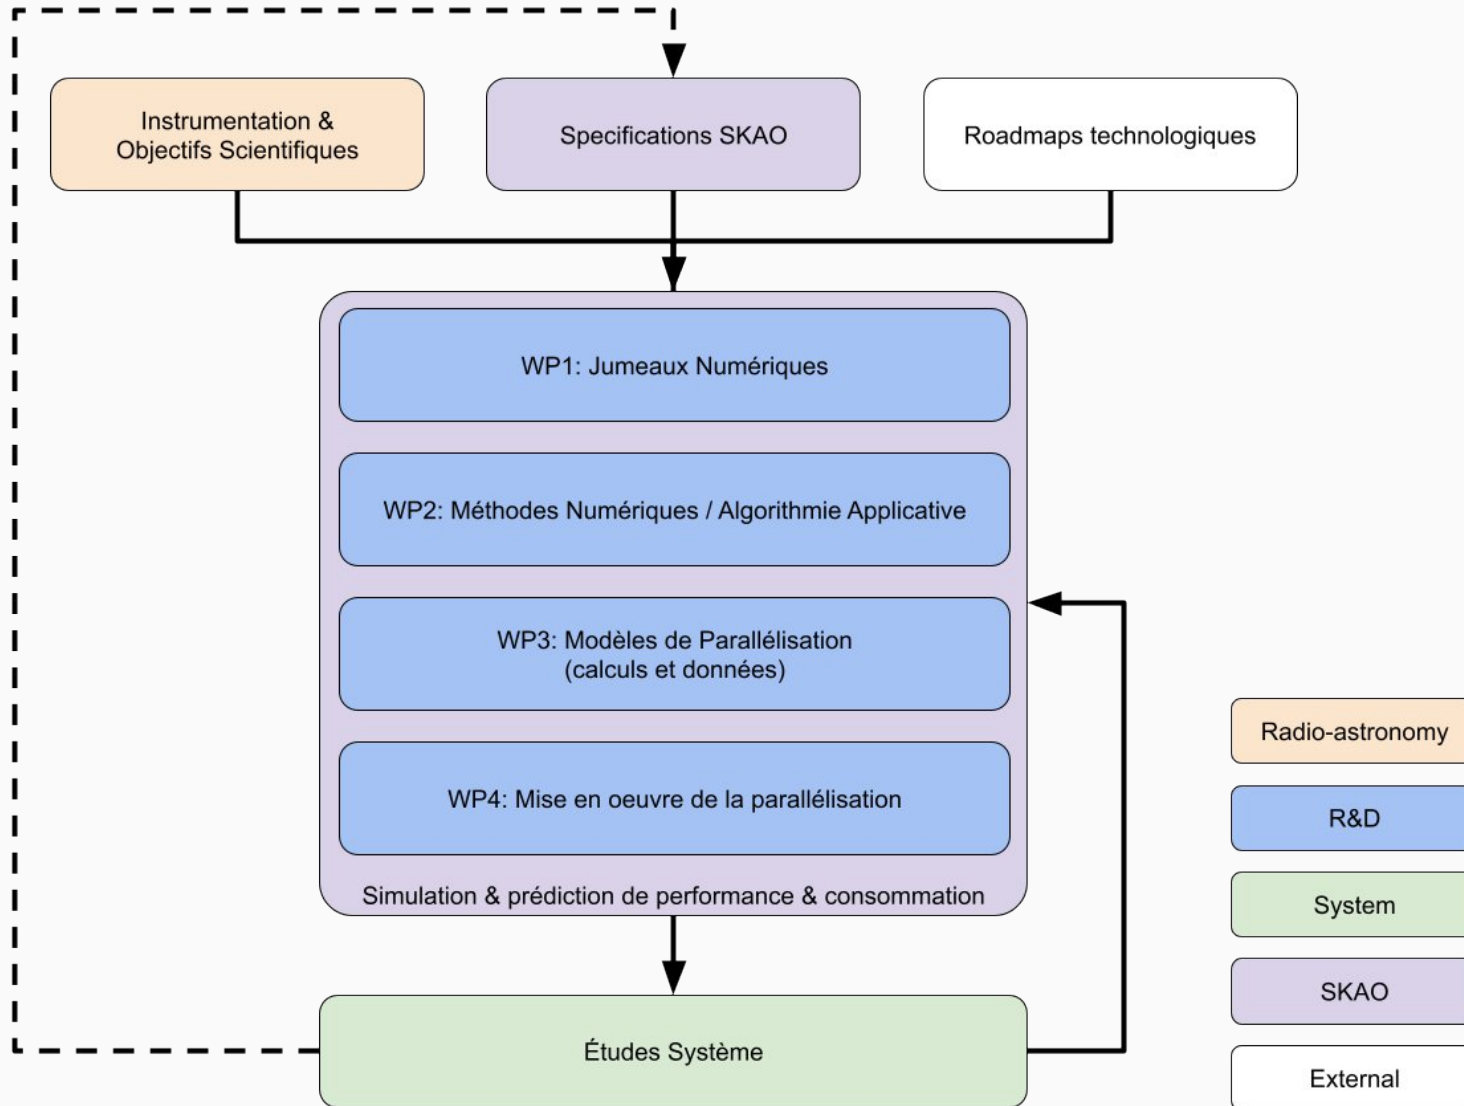 Instrumentation &
Objectifs Scientifiques
Specifications SKAO
Roadmaps technologiques
WP1: Jumeaux Numériques
WP2: Méthodes Numériques / Algorithmie Applicative
WP3: Modèles de Parallélisation
(calculs et données)
WP4: Mise en oeuvre de la parallélisation
Simulation & prédiction de performance & consommation
Études Système
Radio-astronomy
R&D
System
SKAO
External